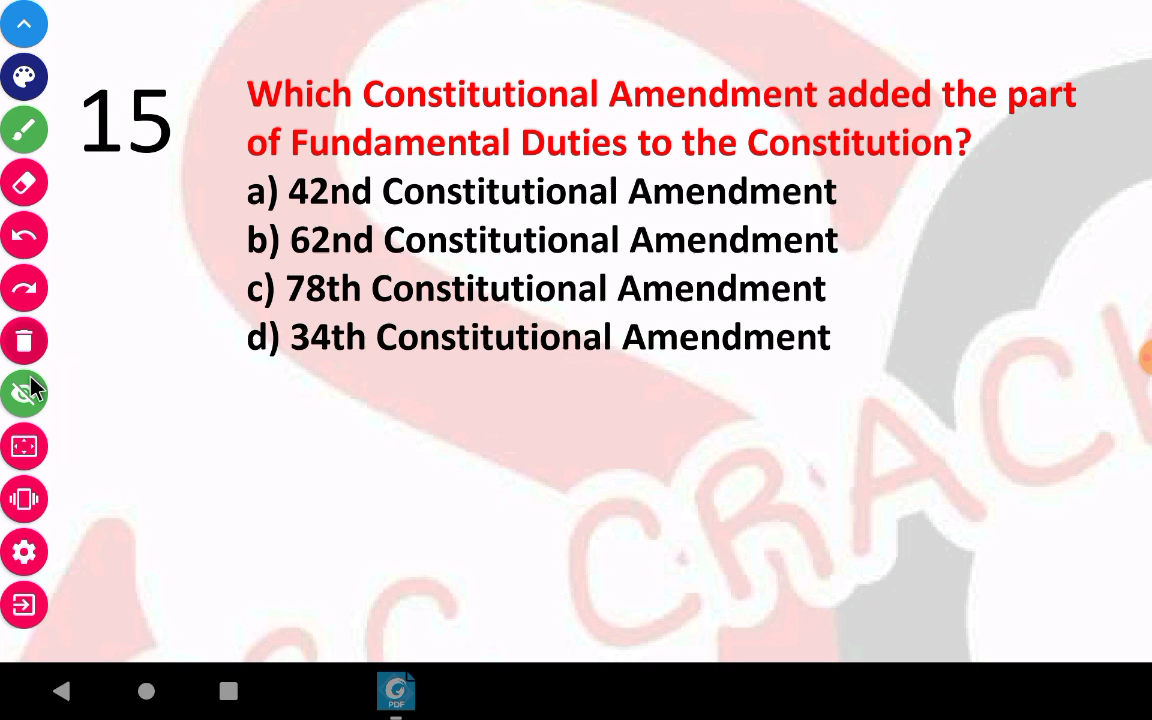 15
Which Constitutional Amendment added the part
of Fundamental Duties to the Constitution?
a) 42nd Constitutional Amendment
b) 62nd Constitutional Amendment
c) 78th Constitutional Amendment
d) 34th Constitutional Amendment
PDF